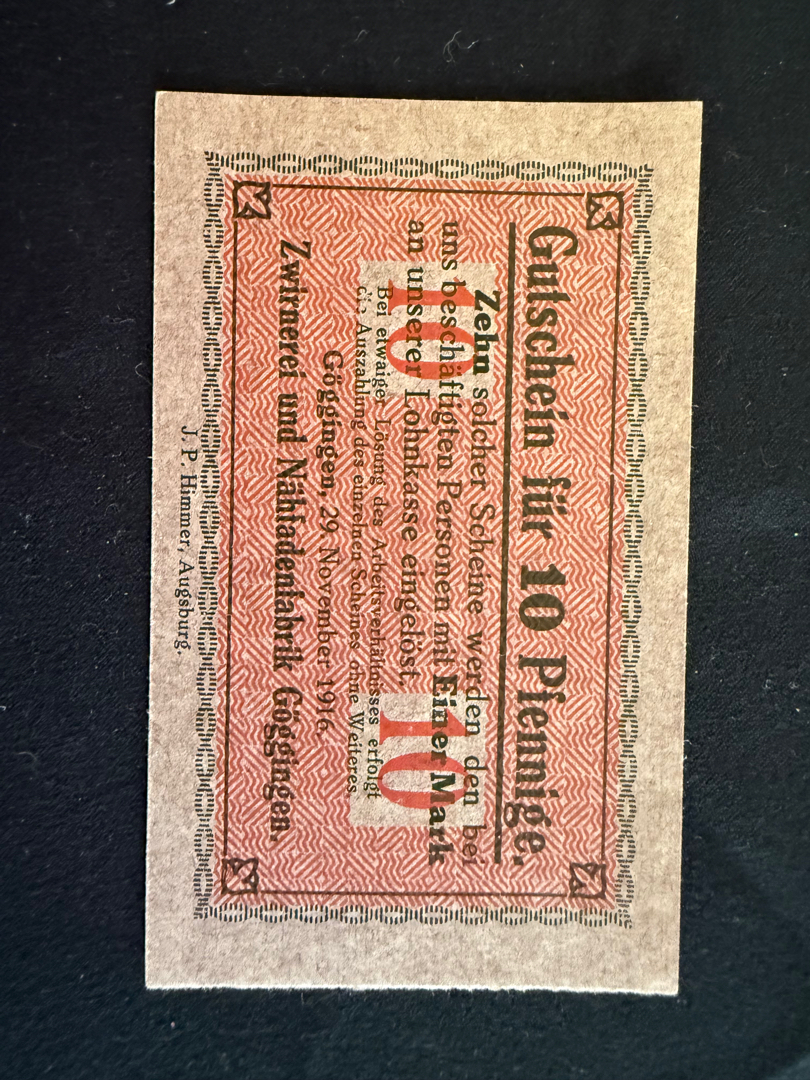 Gutschein für 10 Pfennige.
Zehn solcher Scheine werden den bei
uns beschäftigten Personen mit Einer Mark
an unserer Lohnkasse eingelöst.
10 10
Bei etwaiger Lösung des Arbeitsverhältnisses erfolgt
die Auszahlung des einzelnen Scheines ohne Weiteres.
Göggingen, 29. November 1916.
Zwirnerei und Nähfadenfabrik Göggingen.
J. P. Himmer, Augsburg.